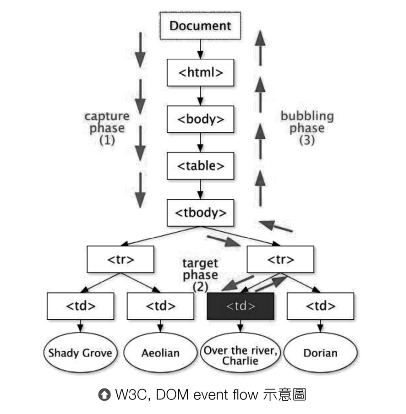 Document
<html>
capture
phase
(1)
<body>
bubbling
phase
(3)
<table>
<tbody>
<tr>
target
phase
(2)
<tr>
<td>
<td>
<td>
<td>
Shady Grove
Aeolian
Over the river,
Charlie
Dorian
W3C, DOM event flow 示意圖